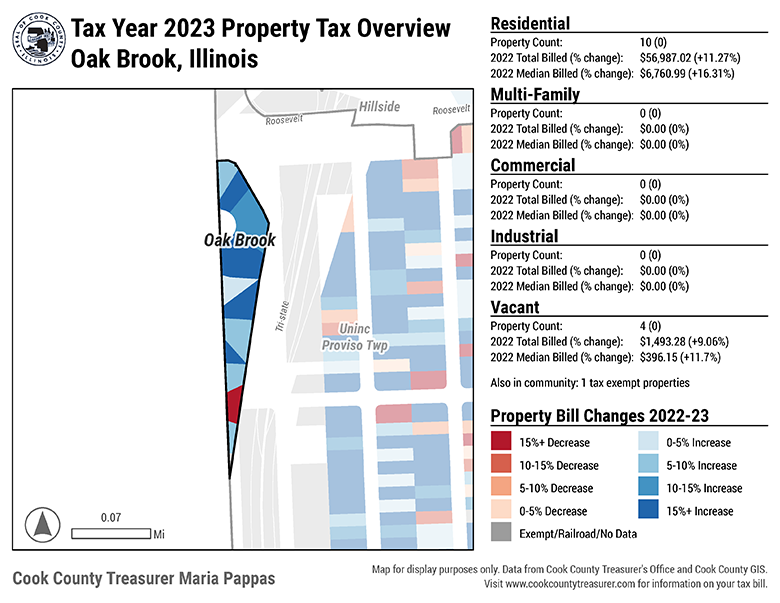 SEAL OF COOK COUNTY
ILLINOIS
Tax Year 2023 Property Tax Overview
Oak Brook, Illinois
Hillside
Roosevelt
Roosevelt
Oak Brook
Tri-state
Uninc
Proviso Twp
0.07
Mi
Residential
Property Count: 10 (0)
2022 Total Billed (% change): $56,987.02 (+11.27%)
2022 Median Billed (% change): $6,760.99 (+16.31%)
Multi-Family
Property Count: 0 (0)
2022 Total Billed (% change): $0.00 (0%)
2022 Median Billed (% change): $0.00 (0%)
Commercial
Property Count: 0 (0)
2022 Total Billed (% change): $0.00 (0%)
2022 Median Billed (% change): $0.00 (0%)
Industrial
Property Count: 0 (0)
2022 Total Billed (% change): $0.00 (0%)
2022 Median Billed (% change): $0.00 (0%)
Vacant
Property Count: 4 (0)
2022 Total Billed (% change): $1,493.28 (+9.06%)
2022 Median Billed (% change): $396.15 (+11.7%)
Also in community: 1 tax exempt properties
Property Bill Changes 2022-23
15%+ Decrease
10-15% Decrease
5-10% Decrease
0-5% Decrease
Exempt/Railroad/No Data
0-5% Increase
5-10% Increase
10-15% Increase
15%+ Increase
Cook County Treasurer Maria Pappas
Map for display purposes only. Data from Cook County Treasurer's Office and Cook County GIS.
Visit www.cookcountytreasurer.com for information on your tax bill.